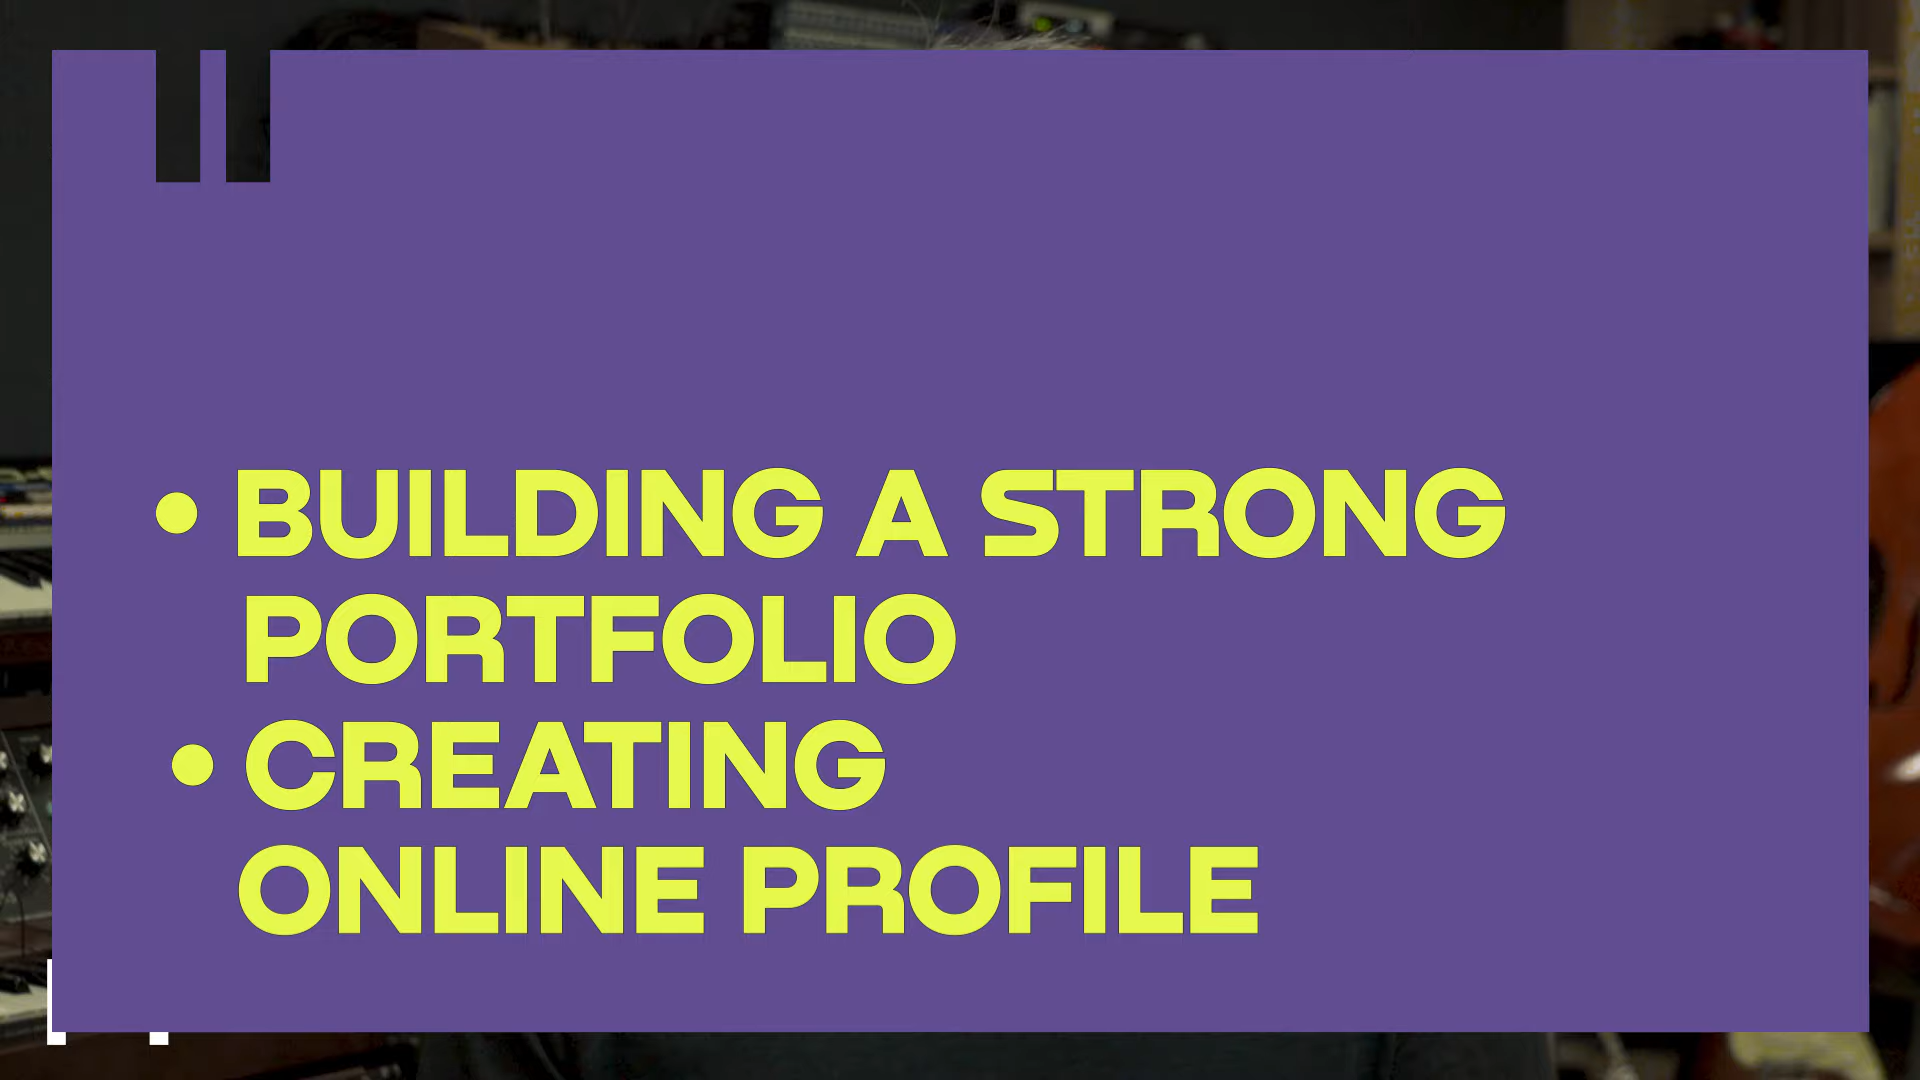 • BUILDING A STRONG
PORTFOLIO
• CREATING
ONLINE PROFILE